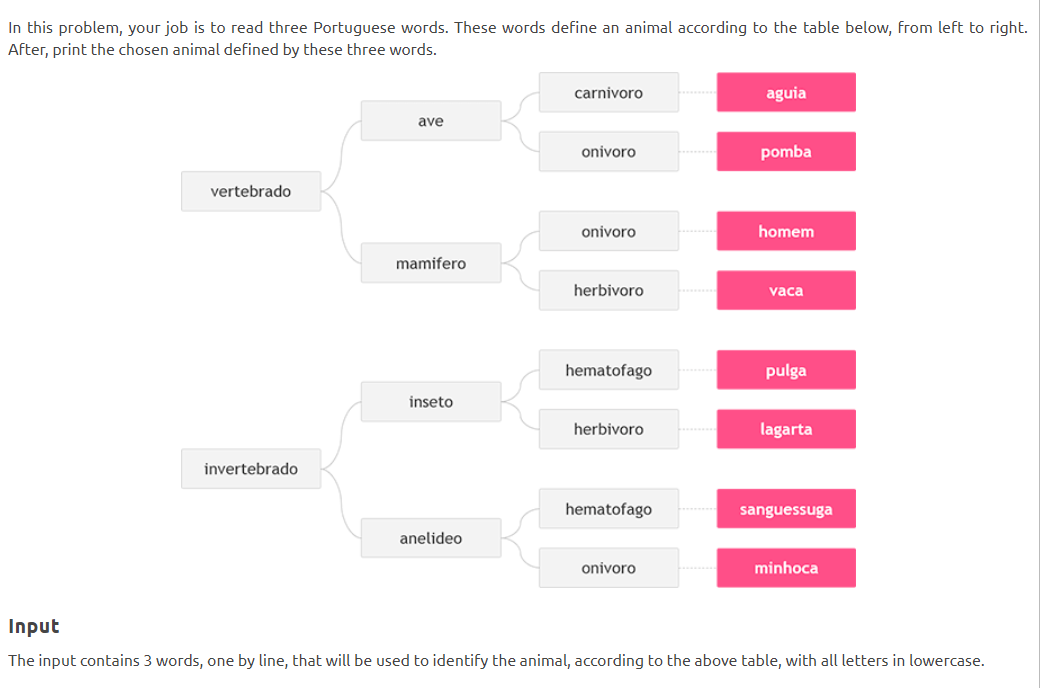 In this problem, your job is to read three Portuguese words. These words define an animal according to the table below, from left to right.
After, print the chosen animal defined by these three words.
carnivoro
aguia
ave
onivoro
pomba
vertebrado
onivoro
homem
mamifero
herbivoro
vaca
hematofago
pulga
inseto
herbivoro
lagarta
invertebrado
hematofago
sanguessuga
anelideo
onivoro
minhoca
Input
The input contains 3 words, one by line, that will be used to identify the animal, according to the above table, with all letters in lowercase.